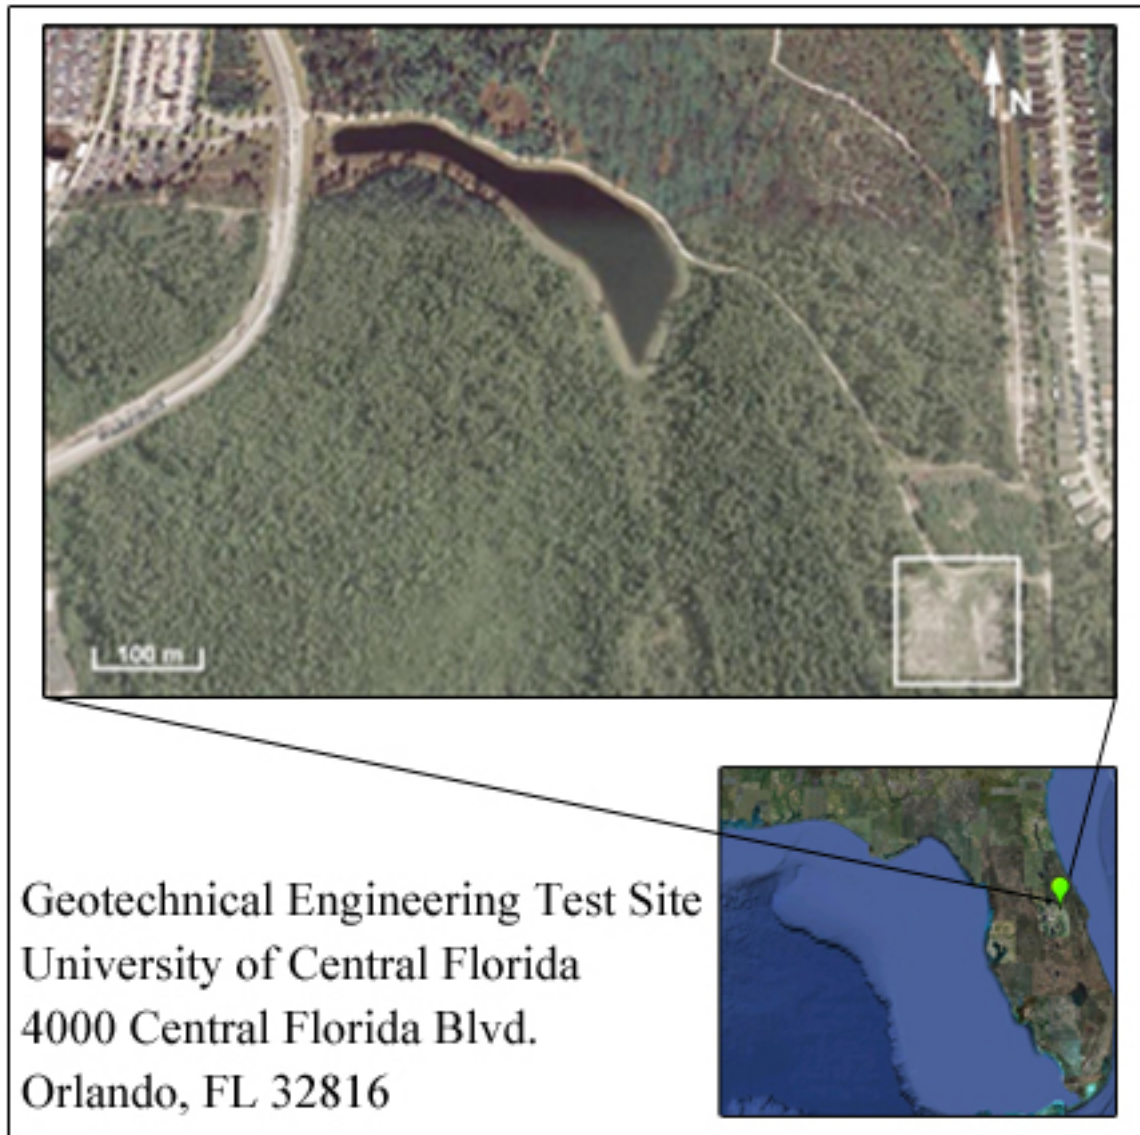 N
100 m
Geotechnical Engineering Test Site
University of Central Florida
4000 Central Florida Blvd.
Orlando, FL 32816